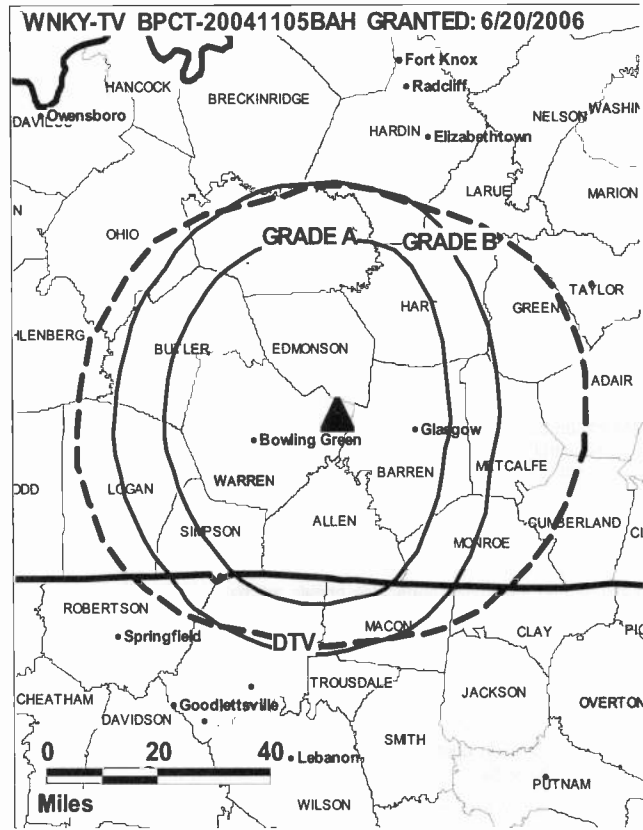 WNKY-TV BPCT-20041105BAH GRANTED: 6/20/2006
Fort Knox
HANCOCK
Radcliff
BRECKINRIDGE
Owensboro
NELSON
HARDIN
Elizabethtown
LARUE
MARION
OHIO
GRADE A
GRADE B
TAYLOR
GREEN
HART
HLENBERG
BUTLER
EDMONSON
ADAIR
Glasgow
Bowling Green
METCALFE
BARREN
WARREN
LOGAN
ODD
ALLEN
CUMBERLAND
SIMPSON
MONROE
ROBERTSON
MACON
CLAY
Springfield
DTV
TROUSDALE
JACKSON
CHEATHAM
Goodlettsville
OVERTON
DAVIDSON
SMITH
0 20 40
Lebanon
PUTNAM
Miles
WILSON